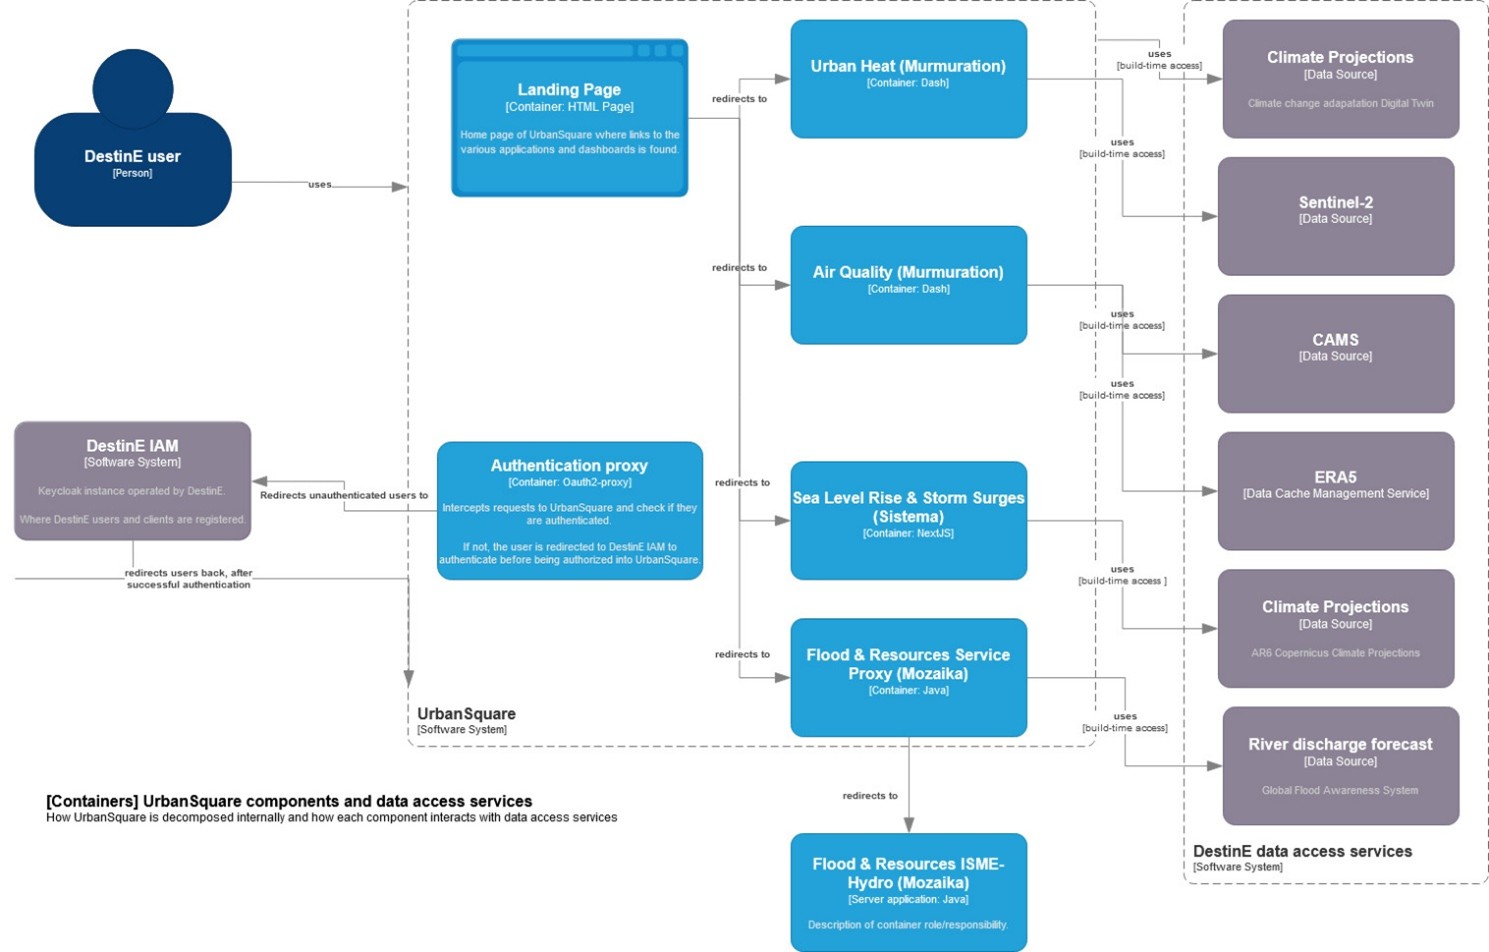 DestinE user
[Person]
uses
Landing Page
[Container: HTML Page]
Home page of UrbanSquare where links to the
various applications and dashboards is found.
redirects to
Urban Heat (Murmuration)
[Container: Dash]
uses
[build-time access]
Climate Projections
[Data Source]
Climate change adapatation Digital Twin
uses
[build-time access]
Sentinel-2
[Data Source]
redirects to
Air Quality (Murmuration)
[Container: Dash]
uses
[build-time access]
CAMS
[Data Source]
uses
[build-time access]
ERA5
[Data Cache Management Service]
DestinE IAM
[Software System]
Keycloak instance operated by DestinE.
Where DestinE users and clients are registered.
Redirects unauthenticated users to
Authentication proxy
[Container: Oauth2-proxy]
Intercepts requests to UrbanSquare and check if they
are authenticated.
If not, the user is redirected to DestinE IAM to
authenticate before being authorized into UrbanSquare.
redirects users back, after
successful authentication
redirects to
Sea Level Rise & Storm Surges
(Sistema)
[Container: NextJS]
uses
[build-time access ]
Climate Projections
[Data Source]
AR6 Copernicus Climate Projections
redirects to
Flood & Resources Service
Proxy (Mozaika)
[Container: Java]
uses
[build-time access]
River discharge forecast
[Data Source]
Global Flood Awareness System
UrbanSquare
[Software System]
redirects to
Flood & Resources ISME-
Hydro (Mozaika)
[Server application: Java]
Description of container role/responsibility.
DestinE data access services
[Software System]
[Containers] UrbanSquare components and data access services
How UrbanSquare is decomposed internally and how each component interacts with data access services